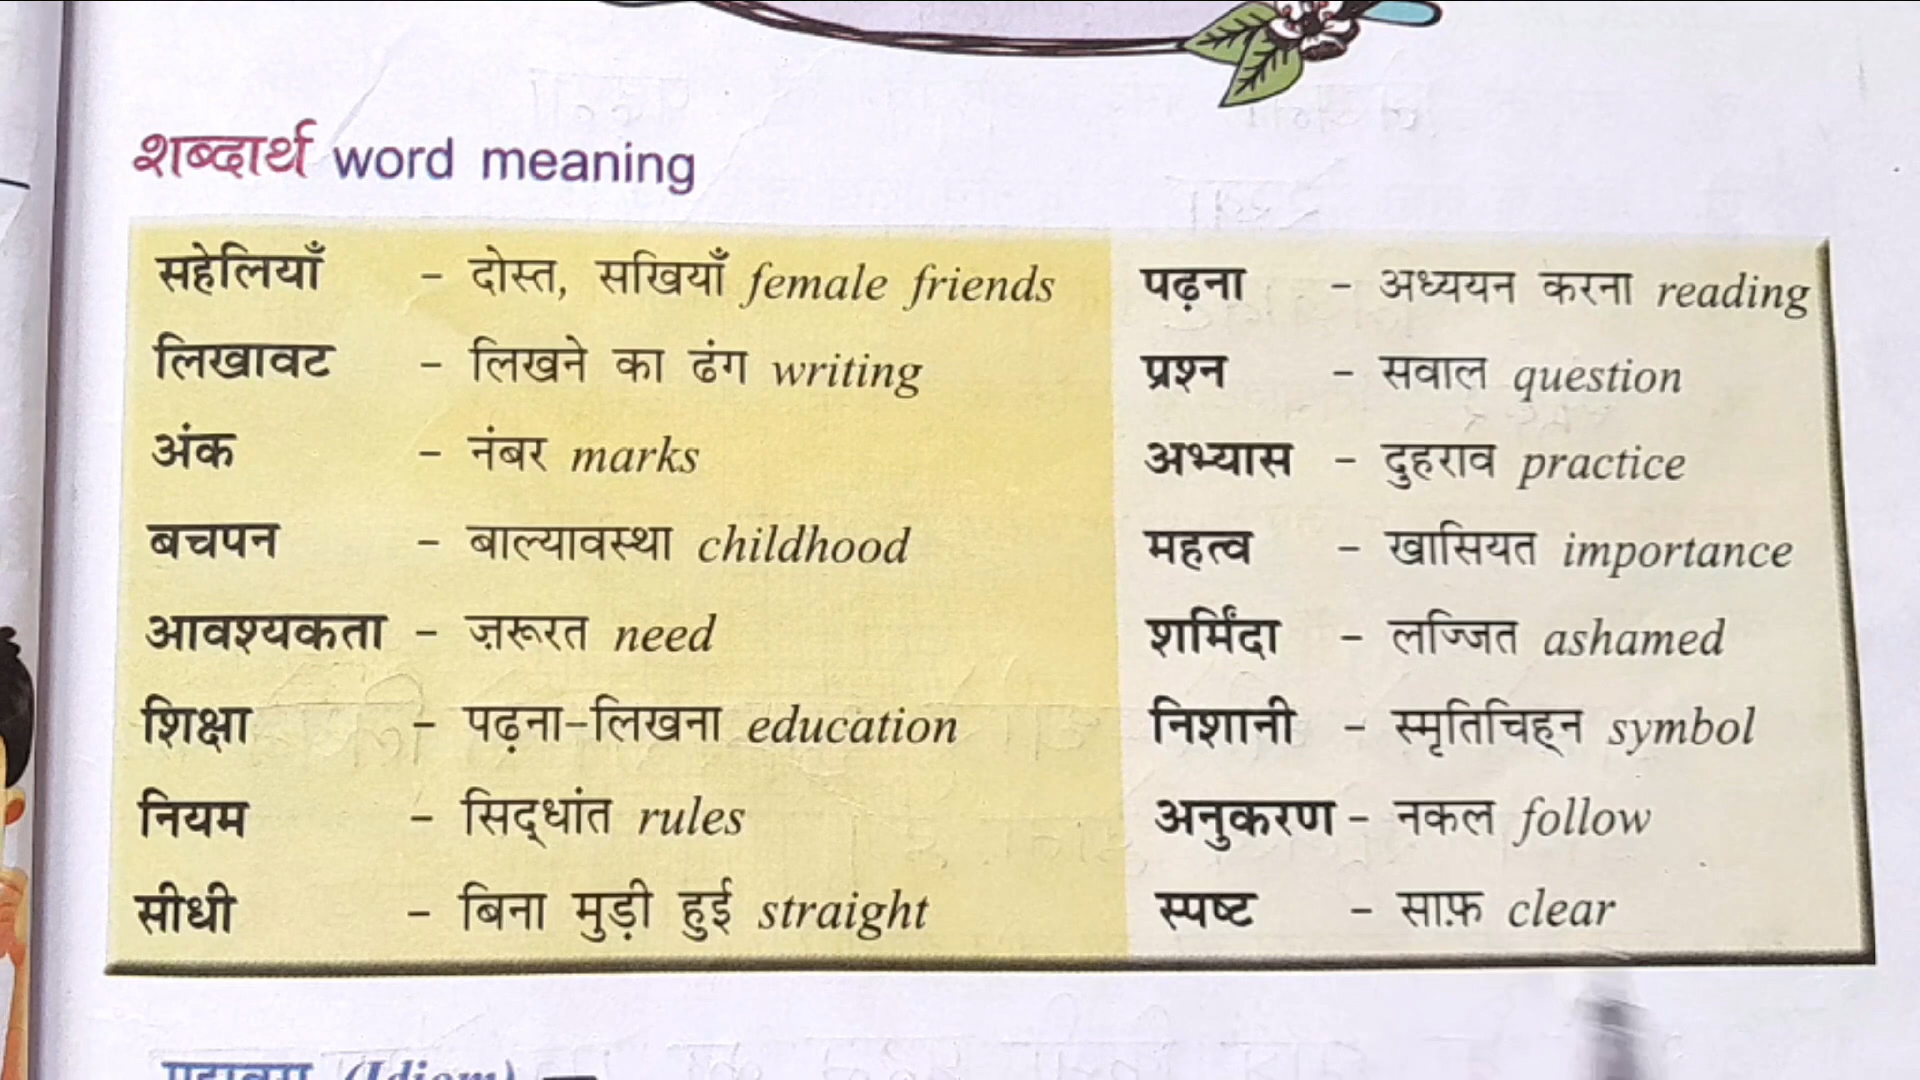 शब्दार्थ word meaning
सहेलियाँ - दोस्त, सखियाँ female friends
लिखावट - लिखने का ढंग writing
अंक - नंबर marks
बचपन - बाल्यावस्था childhood
आवश्यकता - ज़रूरत need
शिक्षा - पढ़ना-लिखना education
नियम - सिद्धांत rules
सीधी - बिना मुड़ी हुई straight
पढ़ना - अध्ययन करना reading
प्रश्न - सवाल question
अभ्यास - दुहराव practice
महत्व - खासियत importance
शर्मिंदा - लज्जित ashamed
निशानी - स्मृतिचिह्न symbol
अनुकरण - नकल follow
स्पष्ट - साफ़ clear
(Idiom)